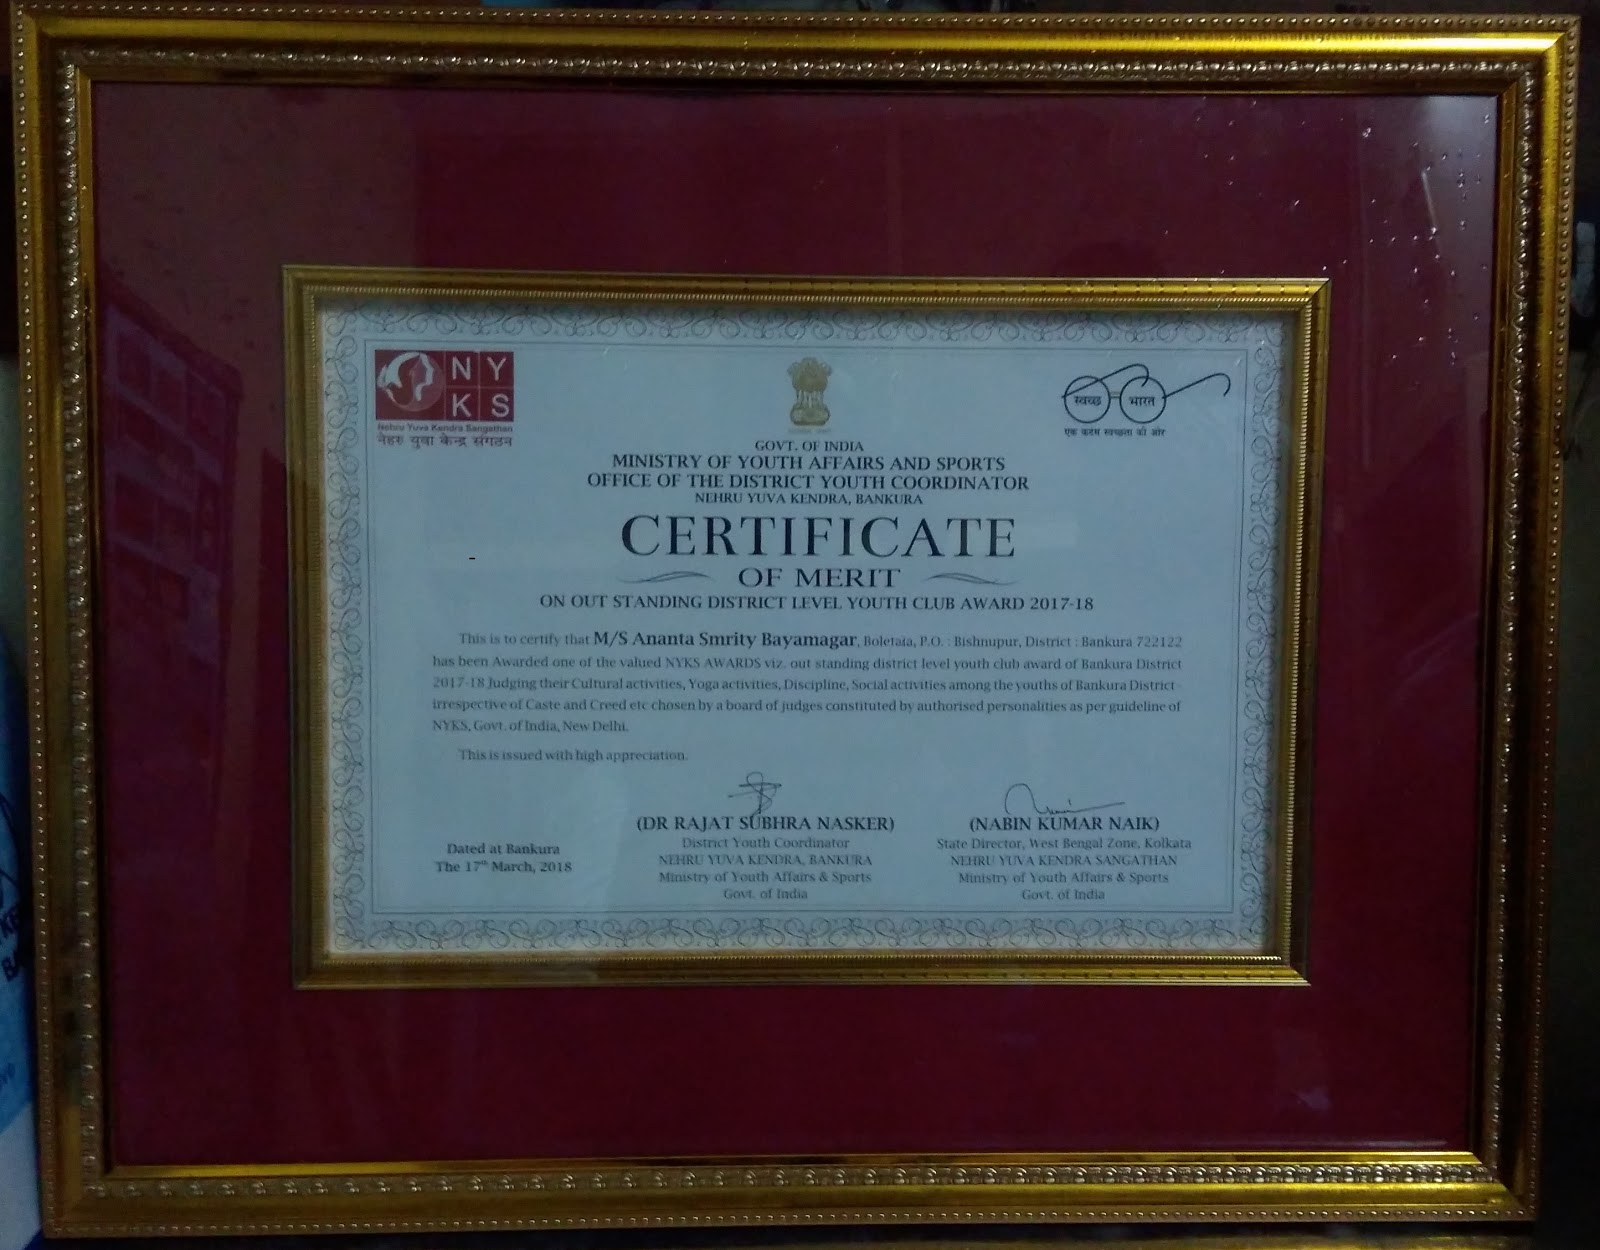 N Y
K S
Nehru Yuva Kendra Sangathan
नेहरु युवा केन्द्र संगठन
स्वच्छ भारत
एक कदम स्वच्छता की ओर
GOVT. OF INDIA
MINISTRY OF YOUTH AFFAIRS AND SPORTS
OFFICE OF THE DISTRICT YOUTH COORDINATOR
NEHRU YUVA KENDRA, BANKURA
CERTIFICATE
OF MERIT
ON OUT STANDING DISTRICT LEVEL YOUTH CLUB AWARD 2017-18
This is to certify that M/S Ananta Smrity Bayamagar, Boletala, P.O. : Bishnupur, District : Bankura 722122
has been Awarded one of the valued NYKS AWARDS viz. out standing district level youth club award of Bankura District
2017-18 Judging their Cultural activities, Yoga activities, Discipline, Social activities among the youths of Bankura District
irrespective of Caste and Creed etc chosen by a board of judges constituted by authorised personalities as per guideline of
NYKS, Govt. of India, New Delhi.
This is issued with high appreciation.
Dated at Bankura
The 17th March, 2018
(DR RAJAT SUBHRA NASKER)
District Youth Coordinator
NEHRU YUVA KENDRA, BANKURA
Ministry of Youth Affairs & Sports
Govt. of India
(NABIN KUMAR NAIK)
State Director, West Bengal Zone, Kolkata
NEHRU YUVA KENDRA SANGATHAN
Ministry of Youth Affairs & Sports
Govt. of India